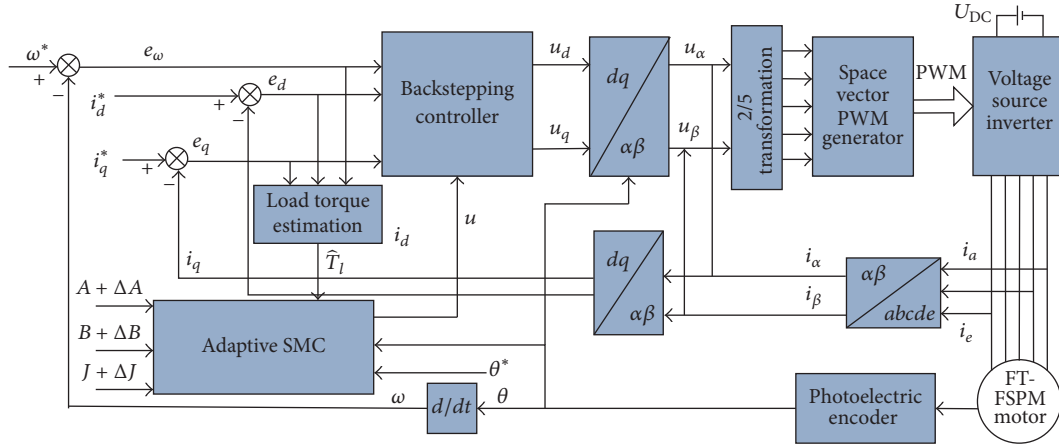 ω*
+
−
e_ω
i_d*
+
−
e_d
i_q*
+
−
e_q
Backstepping
controller
u_d
u_q
dq
αβ
u_α
u_β
2/5
transformation
Space
vector
PWM
generator
PWM
U_DC
Voltage
source
inverter
Load torque
estimation
T̂_l
u
i_d
i_q
dq
αβ
i_α
i_β
αβ
abcde
i_a
i_e
A + ΔA
B + ΔB
J + ΔJ
Adaptive SMC
θ*
ω
d/dt
θ
Photoelectric
encoder
FT-
FSPM
motor